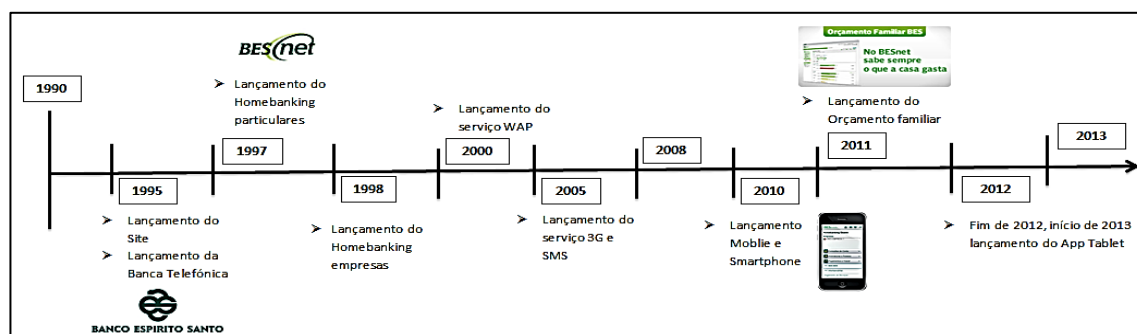 BESnet
Orçamento Familiar BES
No BESnet
sabe sempre
o que a casa gasta
1990
➢ Lançamento do
Homebanking
particulares
➢ Lançamento do
serviço WAP
➢ Lançamento do
Orçamento familiar
1997
2000
2008
2011
2013
1995
1998
2005
2010
2012
➢ Lançamento do
Site
➢ Lançamento da
Banca Telefónica
➢ Lançamento do
Homebanking
empresas
➢ Lançamento do
serviço 3G e
SMS
➢ Lançamento
Moblie e
Smartphone
➢ Fim de 2012, início de 2013
lançamento do App Tablet
BANCO ESPIRITO SANTO